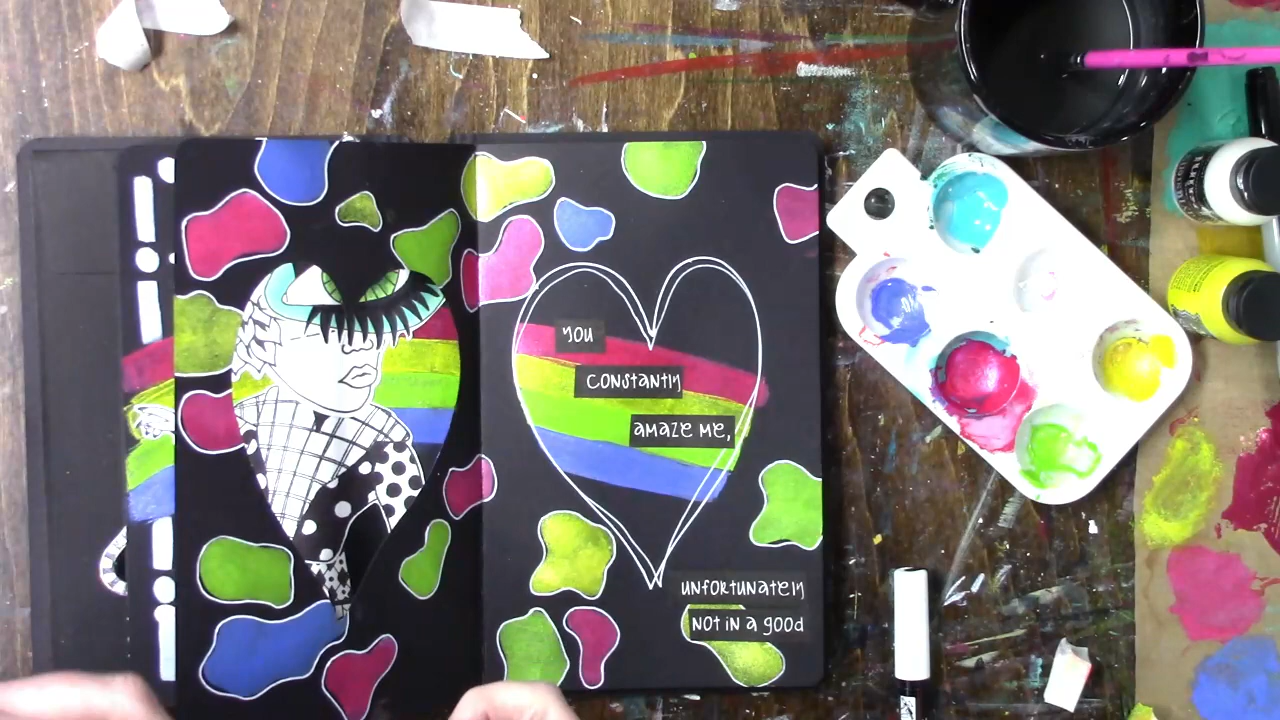 you
constantly
amaze me,
unfortunately
not in a good